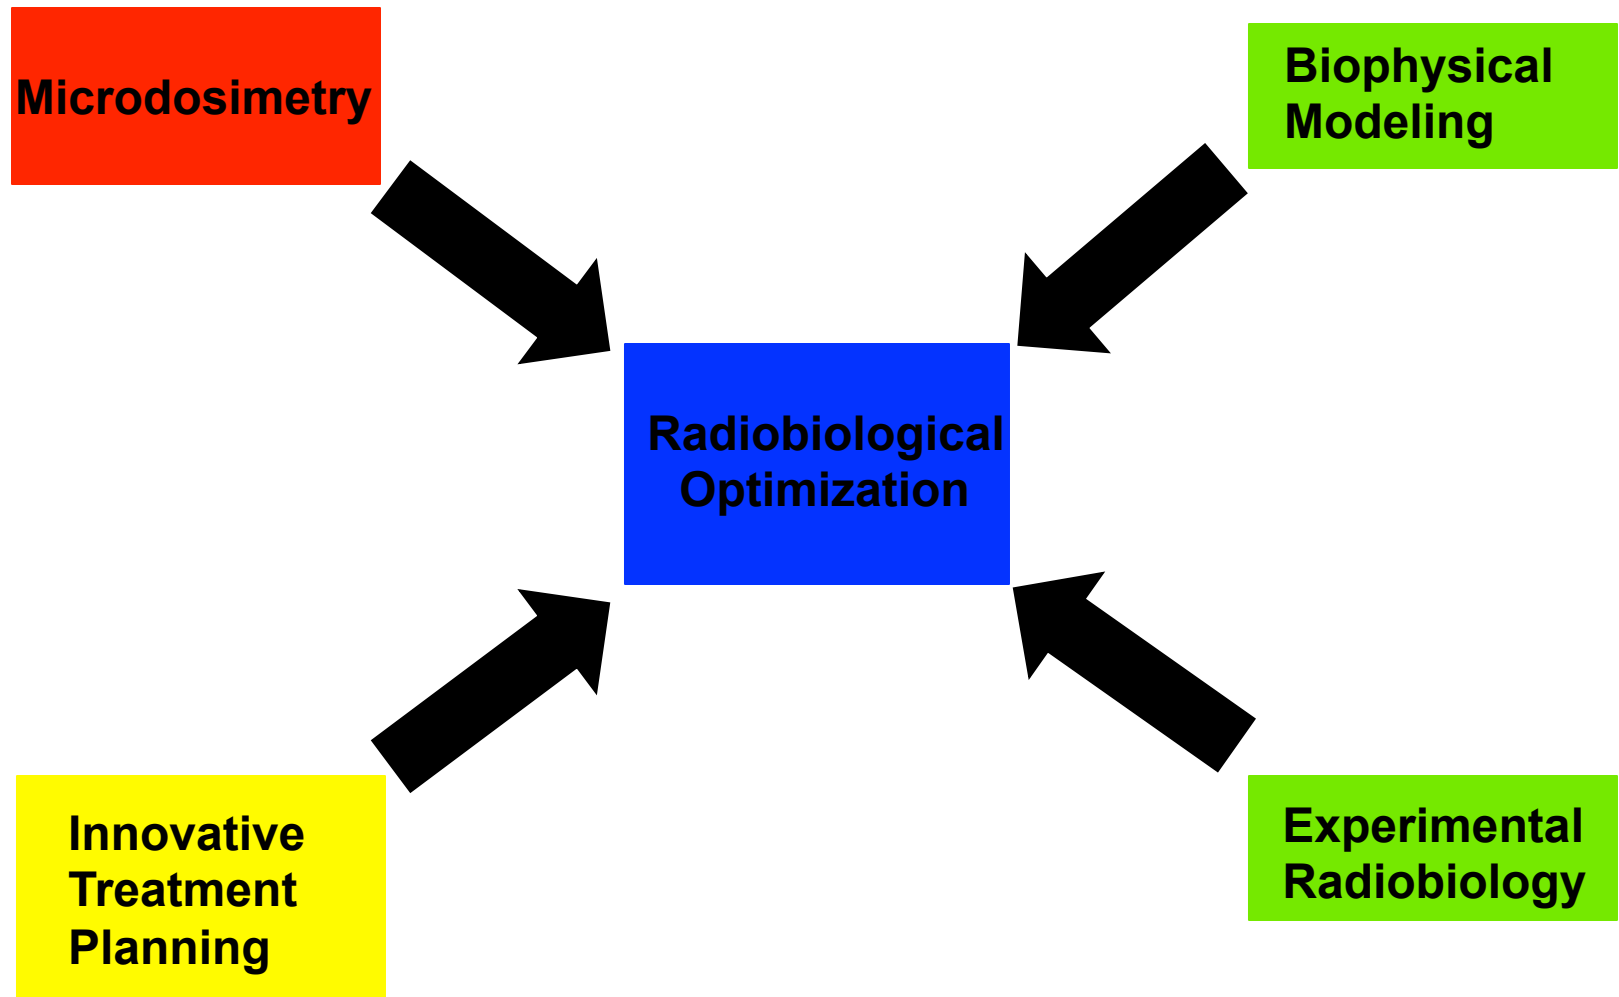 Microdosimetry
Biophysical
Modeling
Radiobiological
Optimization
Innovative
Treatment
Planning
Experimental
Radiobiology